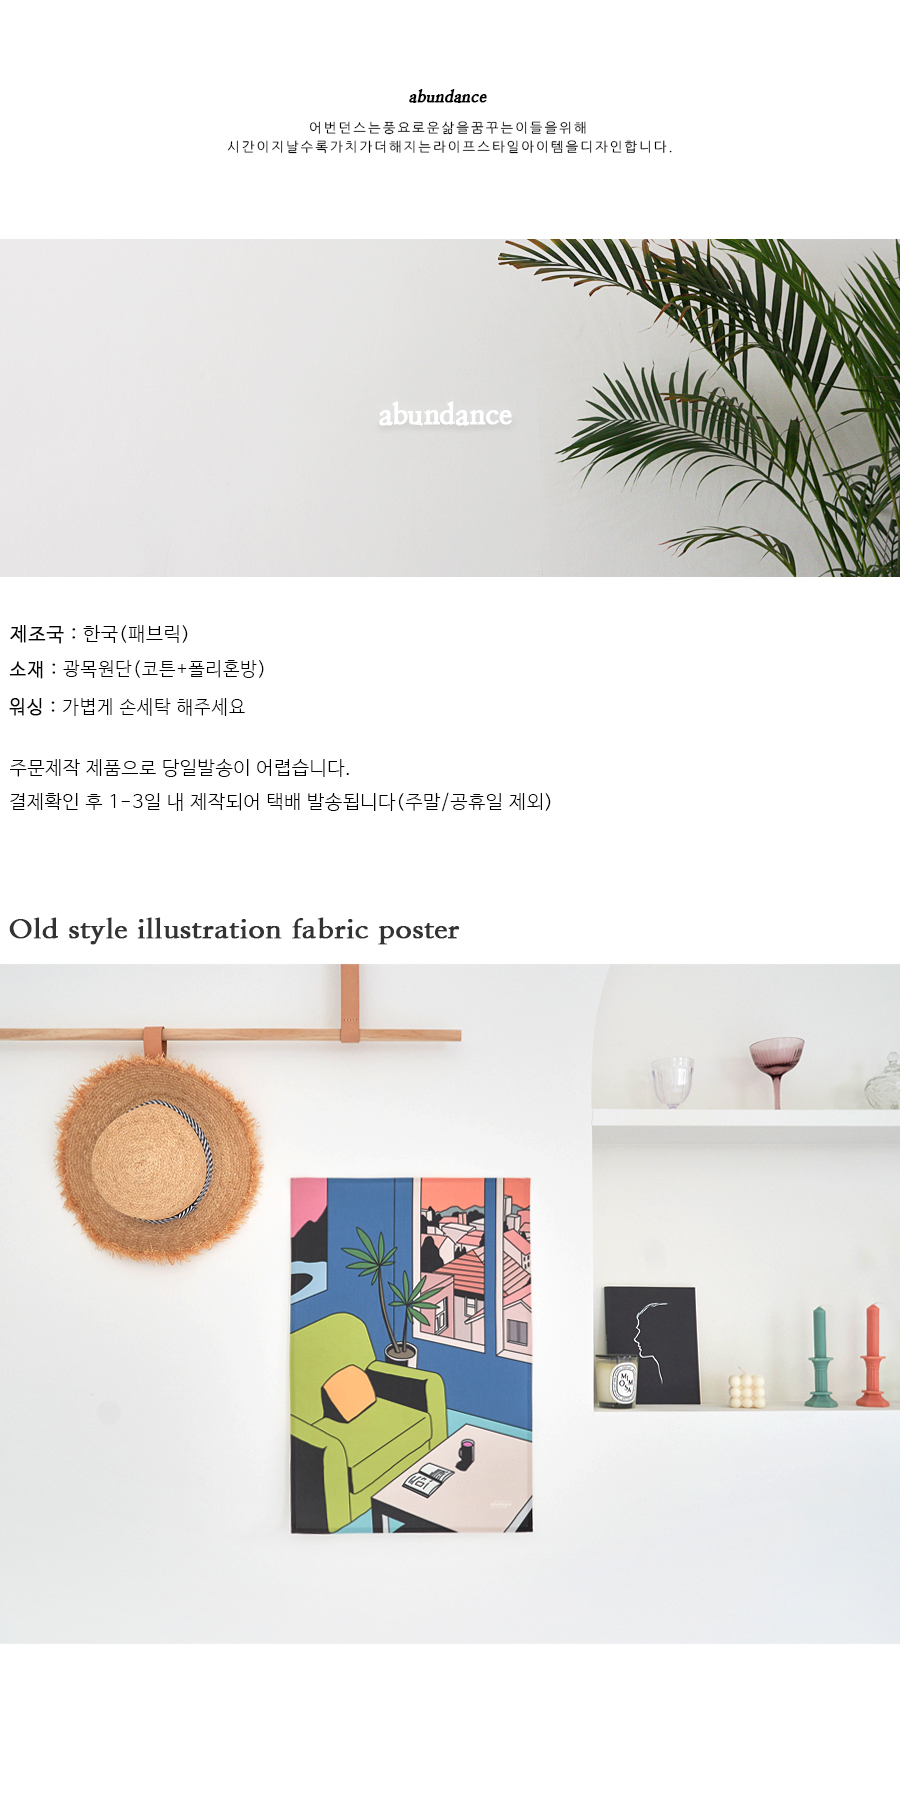 abundance
어번던스는풍요로운삶을꿈꾸는이들을위해
시간이지날수록가치가더해지는라이프스타일아이템을디자인합니다.
abundance
제조국 : 한국(패브릭)
소재 : 광목원단(코튼+폴리혼방)
워싱 : 가볍게 손세탁 해주세요
주문제작 제품으로 당일발송이 어렵습니다.
결제확인 후 1-3일 내 제작되어 택배 발송됩니다(주말/공휴일 제외)
Old style illustration fabric poster